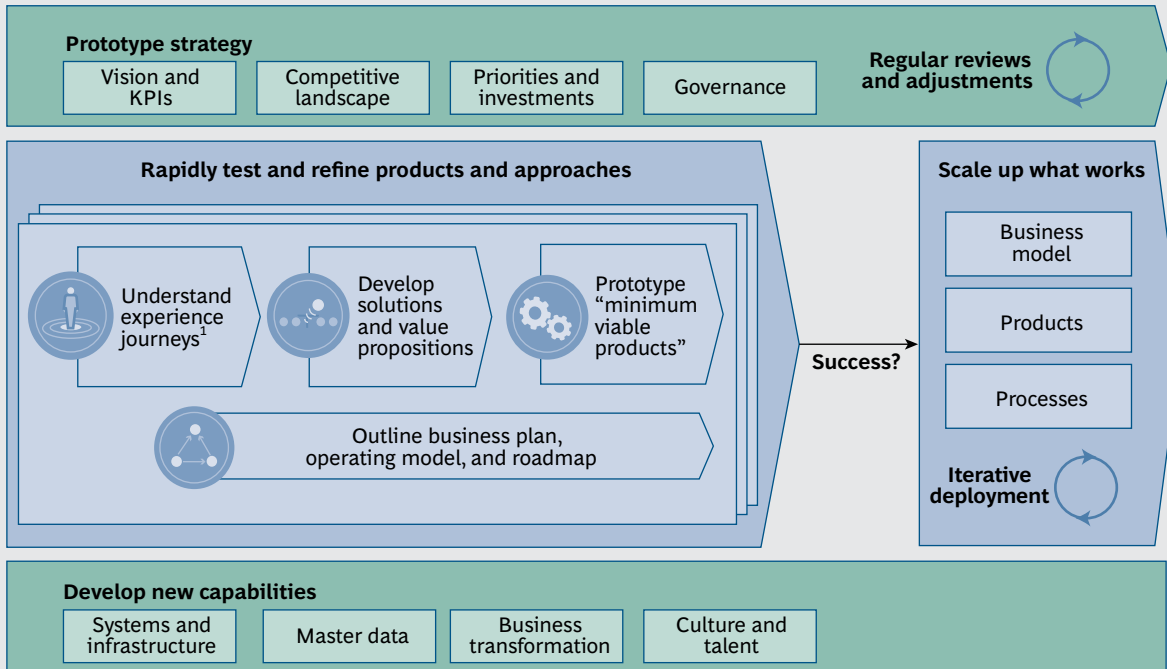 Prototype strategy
Vision and
KPIs
Competitive
landscape
Priorities and
investments
Governance
Regular reviews
and adjustments
Rapidly test and refine products and approaches
Understand
experience
journeys1
Develop
solutions
and value
propositions
Prototype
“minimum
viable
products”
Outline business plan,
operating model, and roadmap
Success?
Scale up what works
Business
model
Products
Processes
Iterative
deployment
Develop new capabilities
Systems and
infrastructure
Master data
Business
transformation
Culture and
talent